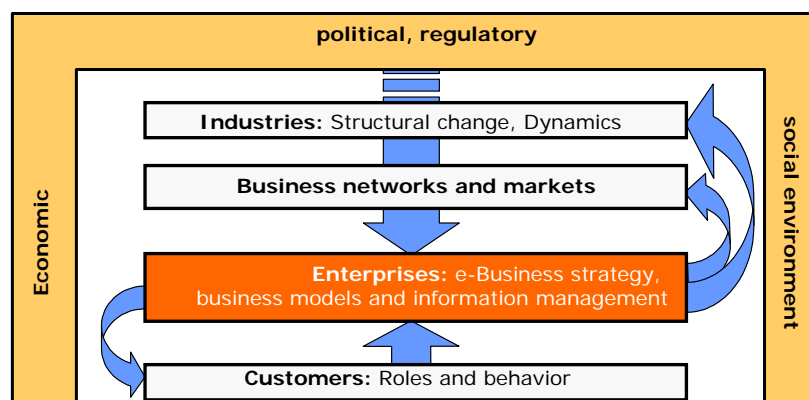 political, regulatory
Economic
social environment
Industries: Structural change, Dynamics
Business networks and markets
Enterprises: e-Business strategy,
business models and information management
Customers: Roles and behavior